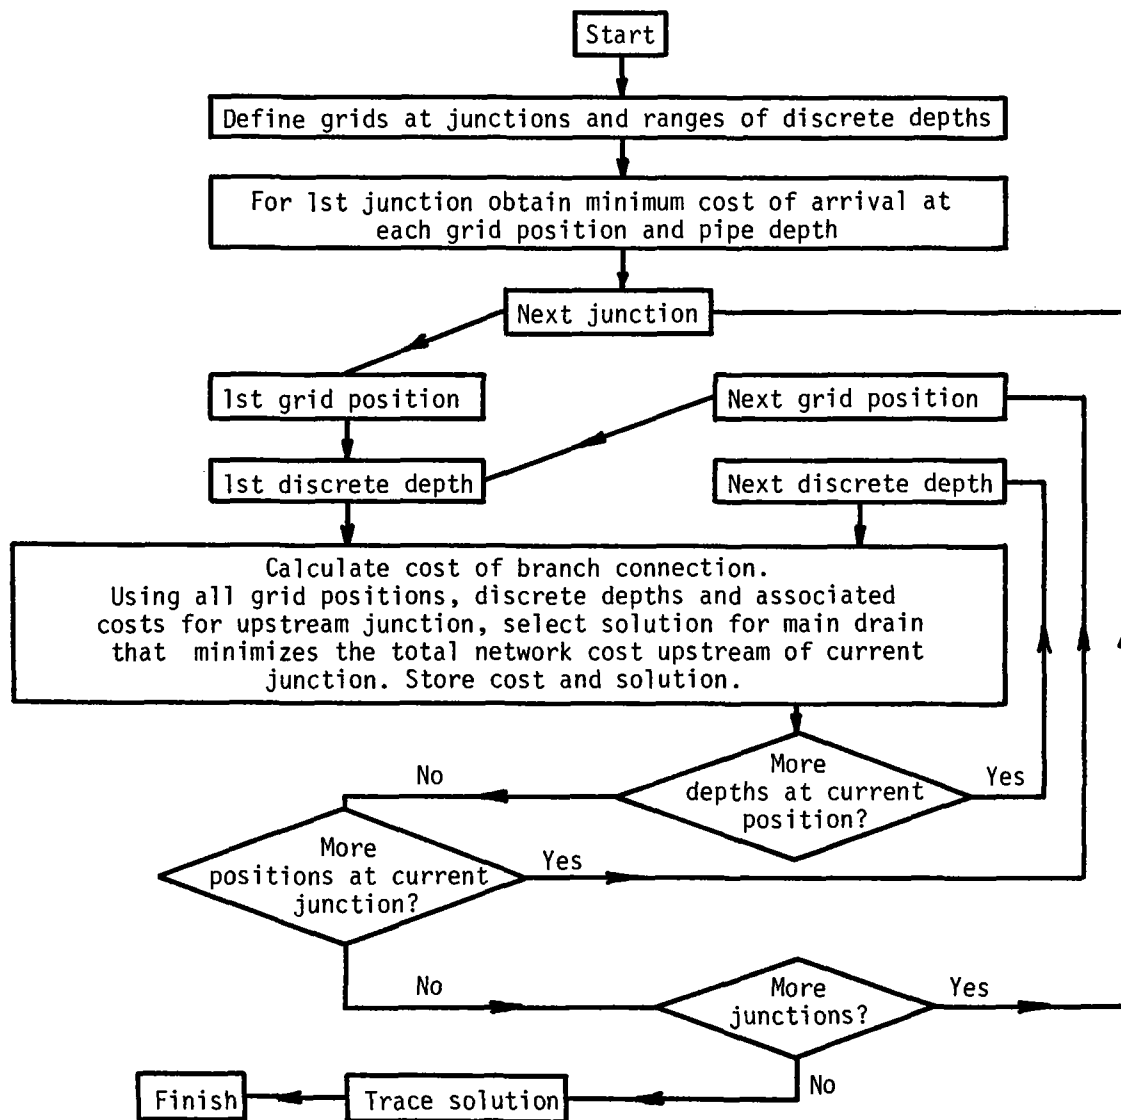 Start
Define grids at junctions and ranges of discrete depths
For 1st junction obtain minimum cost of arrival at
each grid position and pipe depth
Next junction
1st grid position
Next grid position
1st discrete depth
Next discrete depth
Calculate cost of branch connection.
Using all grid positions, discrete depths and associated
costs for upstream junction, select solution for main drain
that minimizes the total network cost upstream of current
junction. Store cost and solution.
More
depths at current
position?
No
Yes
More
positions at current
junction?
Yes
No
More
junctions?
Yes
No
Trace solution
Finish